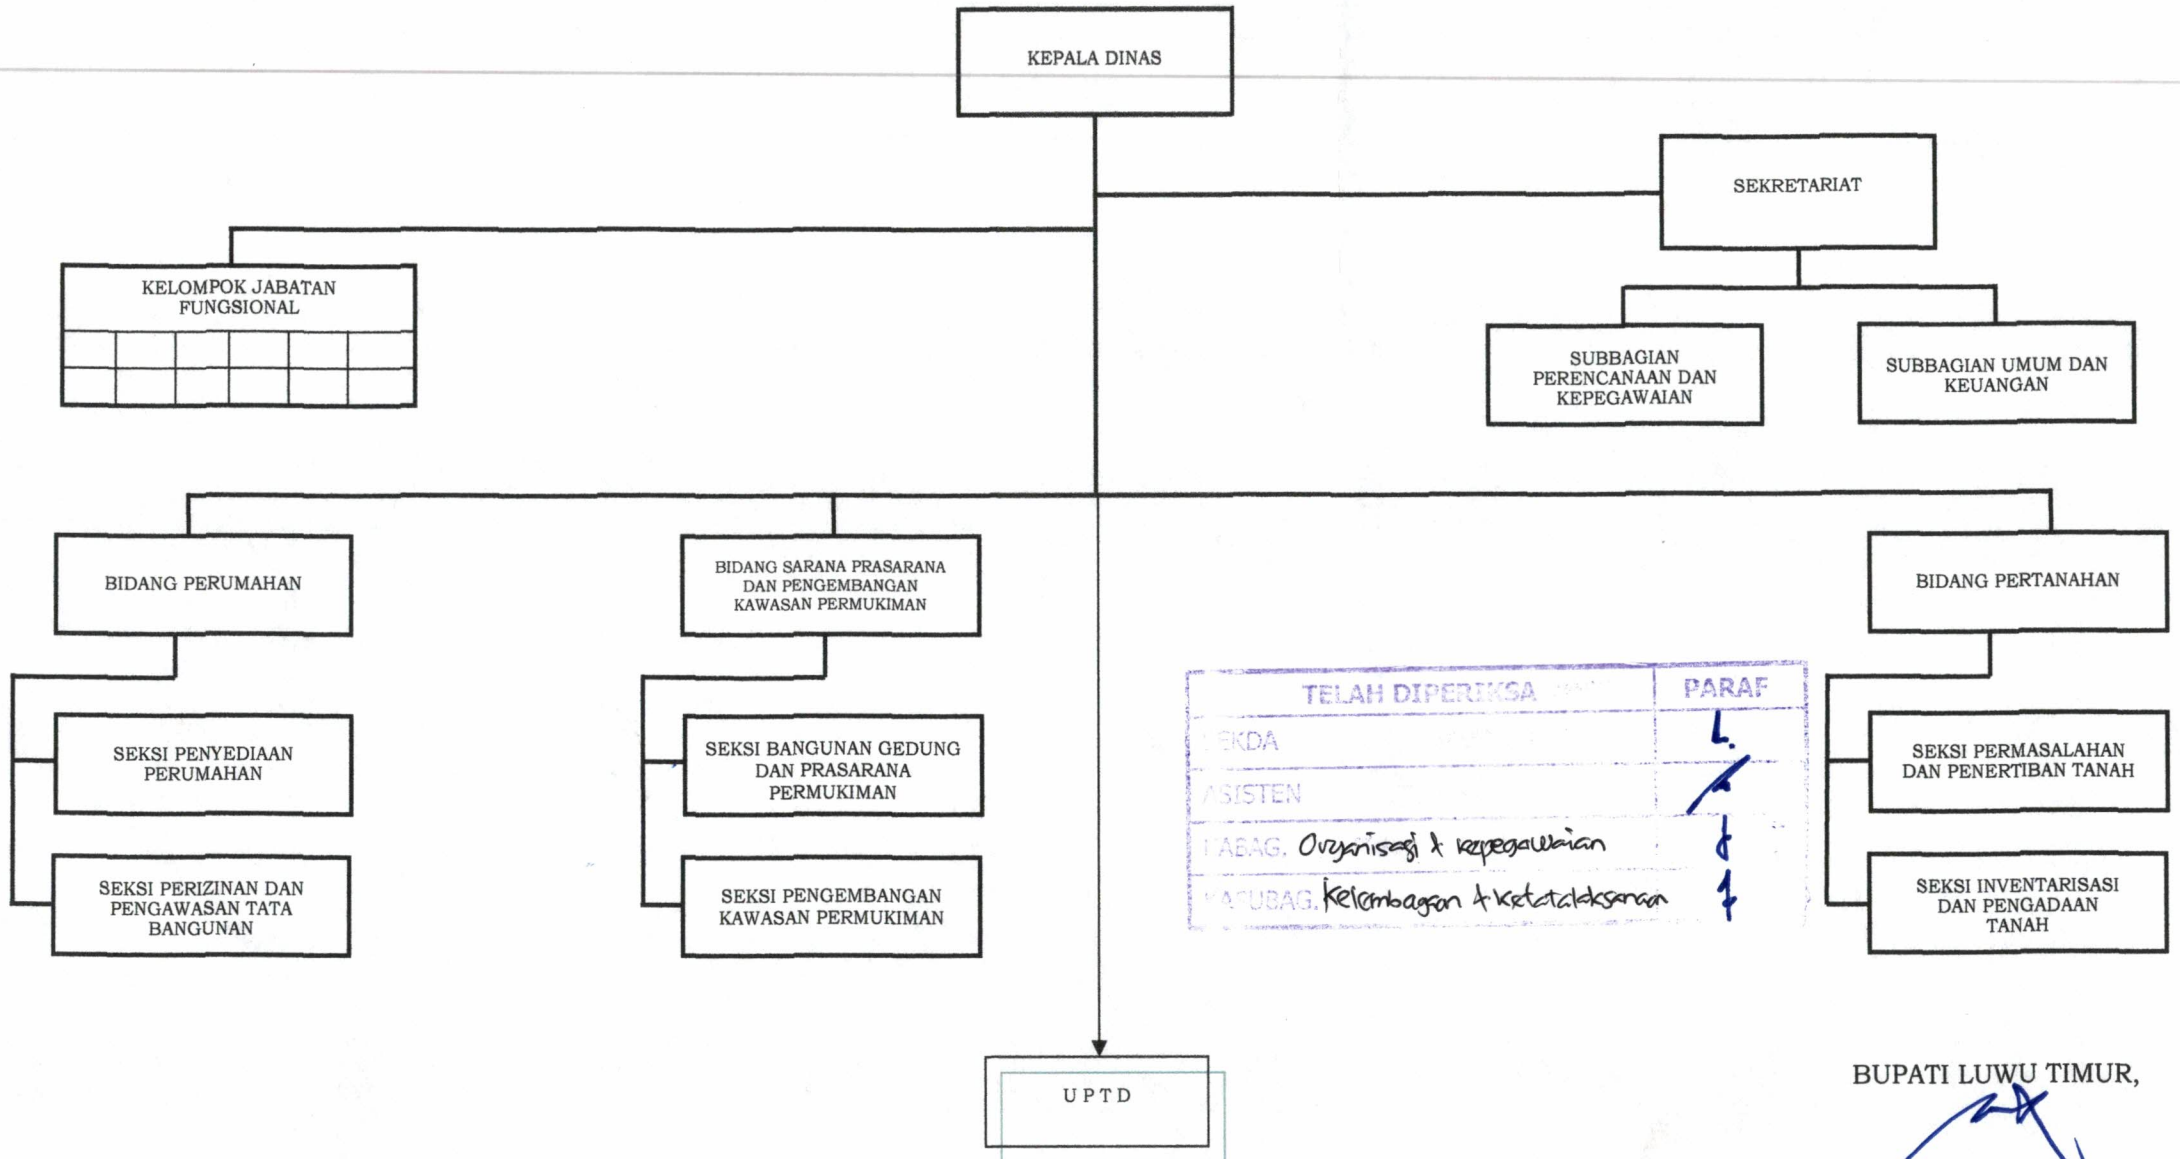 KEPALA DINAS
SEKRETARIAT
KELOMPOK JABATAN
FUNGSIONAL
SUBBAGIAN
PERENCANAAN DAN
KEPEGAWAIAN
SUBBAGIAN UMUM DAN
KEUANGAN
BIDANG PERUMAHAN
BIDANG SARANA PRASARANA
DAN PENGEMBANGAN
KAWASAN PERMUKIMAN
BIDANG PERTANAHAN
SEKSI PENYEDIAAN
PERUMAHAN
SEKSI BANGUNAN GEDUNG
DAN PRASARANA
PERMUKIMAN
SEKSI PERMASALAHAN
DAN PENERTIBAN TANAH
SEKSI PERIZINAN DAN
PENGAWASAN TATA
BANGUNAN
SEKSI PENGEMBANGAN
KAWASAN PERMUKIMAN
SEKSI INVENTARISASI
DAN PENGADAAN
TANAH
TELAH DIPERIKSA PARAF
SEKDA
ASISTEN
KABAG. Organisasi & kepegawaian
KASUBAG. Kelembagaan & ketatalaksanaan
UPTD
BUPATI LUWU TIMUR,